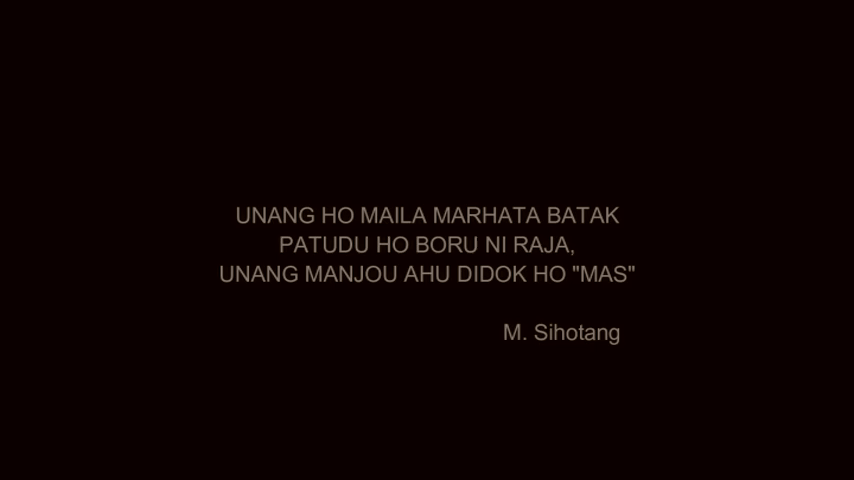 UNANG HO MAILA MARHATA BATAK
PATUDU HO BORU NI RAJA,
UNANG MANJOU AHU DIDOK HO "MAS"
M. Sihotang